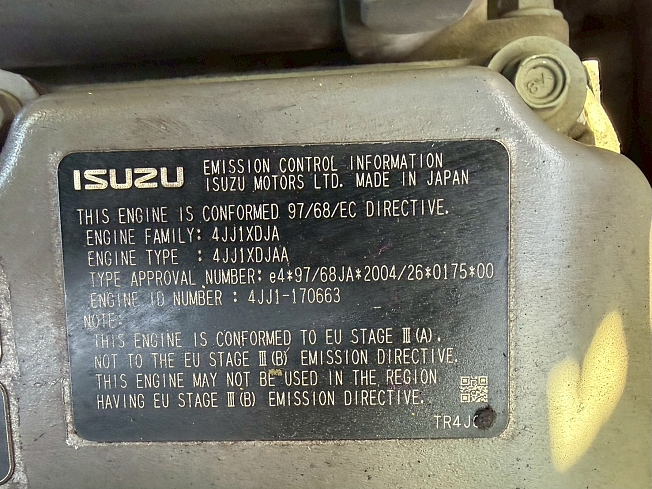 ISUZU EMISSION CONTROL INFORMATION
ISUZU MOTORS LTD. MADE IN JAPAN
THIS ENGINE IS CONFORMED 97/68/EC DIRECTIVE.
ENGINE FAMILY: 4JJ1XDJA
ENGINE TYPE : 4JJ1XDJAA
TYPE APPROVAL NUMBER: e4*97/68JA*2004/26*0175*00
ENGINE ID NUMBER : 4JJ1-170663
NOTE:
THIS ENGINE IS CONFORMED TO EU STAGE Ⅲ(A),
NOT TO THE EU STAGE Ⅲ(B) EMISSION DIRECTIVE.
THIS ENGINE MAY NOT BE USED IN THE REGION
HAVING EU STAGE Ⅲ(B) EMISSION DIRECTIVE.